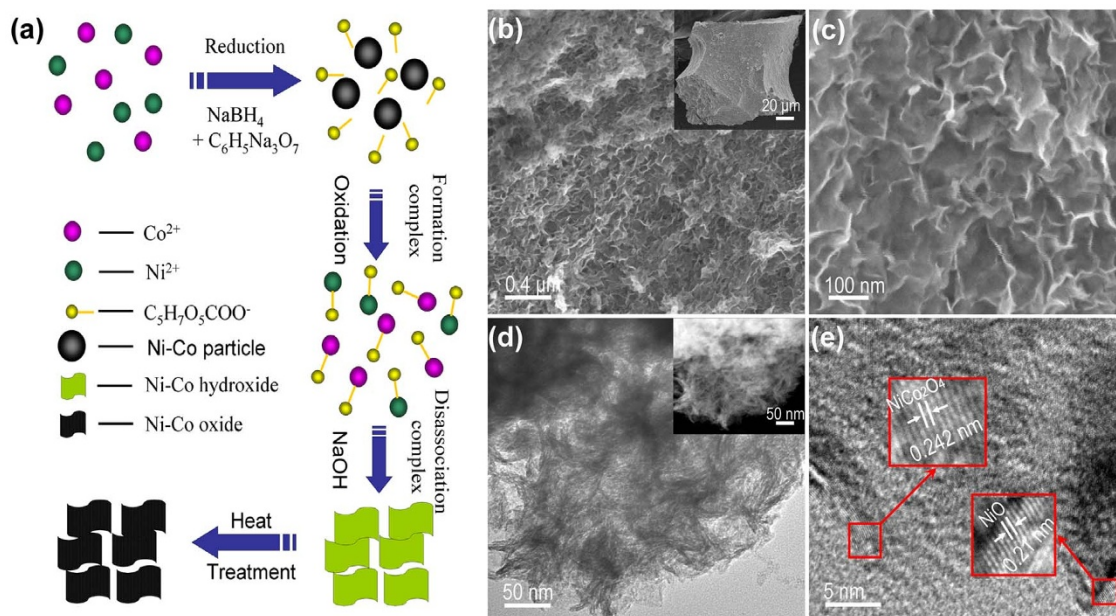 (a)
Reduction
NaBH₄
+ C₆H₅Na₃O₇
Oxidation
Formation
complex
Co²⁺
Ni²⁺
C₅H₇O₅COO⁻
Ni-Co particle
Ni-Co hydroxide
Ni-Co oxide
NaOH
Disassociation
complex
Heat
Treatment
(b)
20 μm
0.4 μm
(c)
100 nm
(d)
50 nm
50 nm
(e)
NiCo₂O₄
0.242 nm
NiO
0.21 nm
5 nm